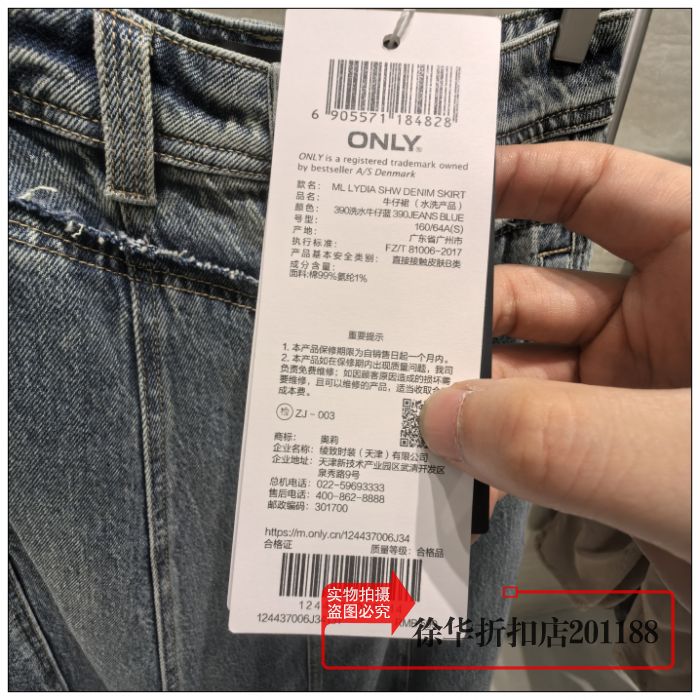 6 905571 184828
ONLY®
ONLY is a registered trademark owned
by bestseller A/S Denmark
款名: ML LYDIA SHW DENIM SKIRT
品名: 牛仔裙(水洗产品)
颜色: 390洗水牛仔蓝 390JEANS BLUE
号型: 160/64A(S)
产地: 广东省广州市
执行标准: FZ/T 81006-2017
产品基本安全类别: 直接接触皮肤B类
成分含量:
面料:棉99%氨纶1%
重要提示
1. 本产品保修期限为自销售日起一个月内。
2. 本产品如在保修期内出现质量问题,我司
负责免费维修;如因顾客原因造成的损坏需
要维修,且可以维修的产品,适当收取
成本费。
检 ZJ-003
商标: 奥莉
企业名称: 绫致时装(天津)有限公司
企业地址: 天津新技术产业园区武清开发区
泉秀路9号
总机电话: 022-59693333
售后电话: 400-862-8888
邮政编码: 301700
https://m.only.cn/124437006J34
合格证 质量等级:合格品
实物拍摄
盗图必究
徐华折扣店201188